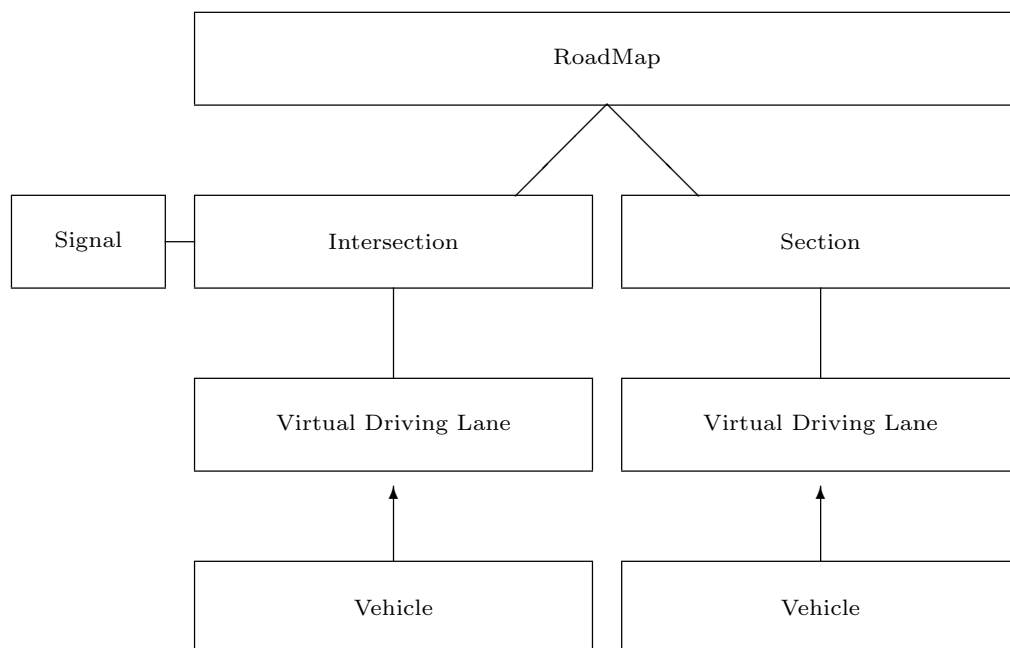 RoadMap
Signal
Intersection
Section
Virtual Driving Lane
Virtual Driving Lane
Vehicle
Vehicle